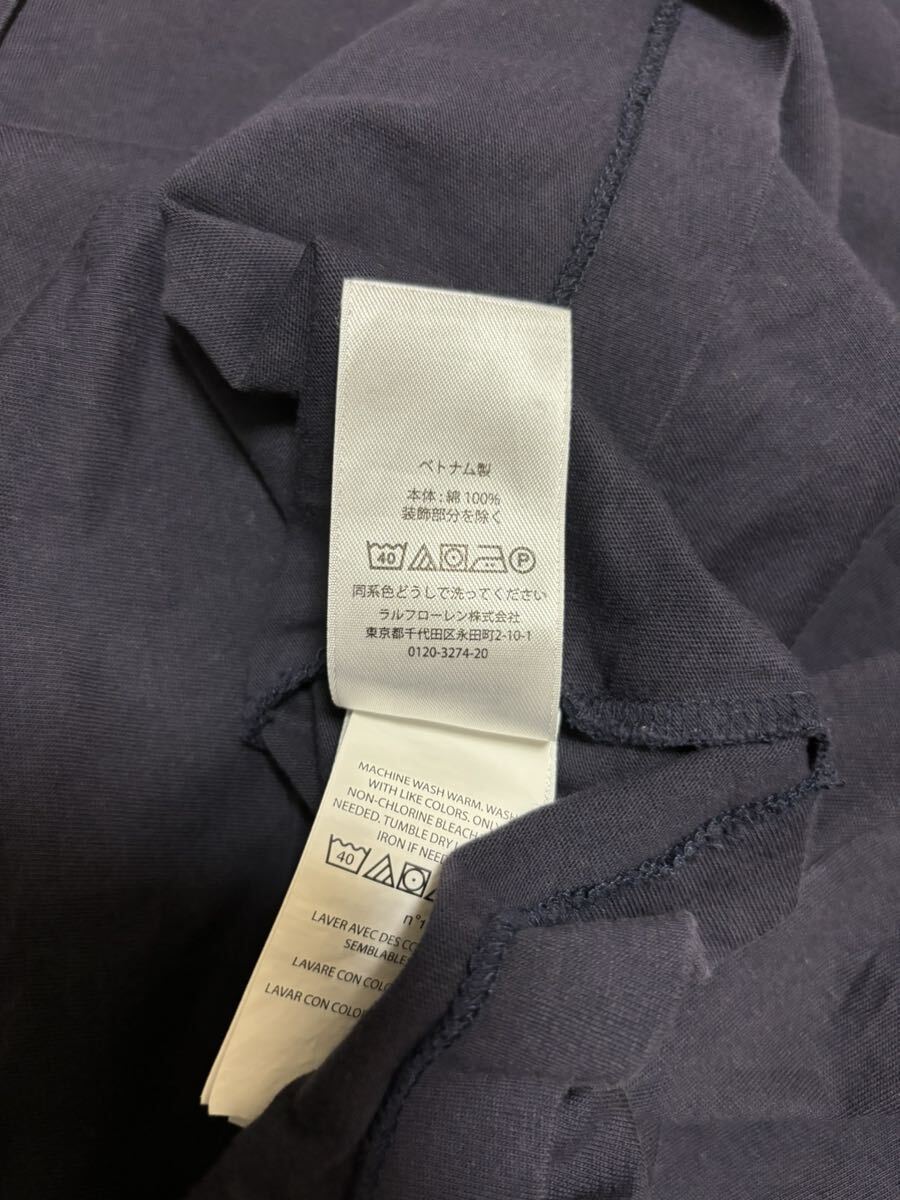 ベトナム製
本体 : 綿 100%
装飾部分を除く
40 P
同系色どうしで洗ってください
ラルフローレン株式会社
東京都千代田区永田町2-10-1
0120-3274-20
MACHINE WASH WARM. WASH
WITH LIKE COLORS. ONLY
NON-CHLORINE BLEACH
NEEDED. TUMBLE DRY
IRON IF NEED
40
n°1
LAVER AVEC DES
SEMBLABLE
LAVARE CON
LAVAR CON